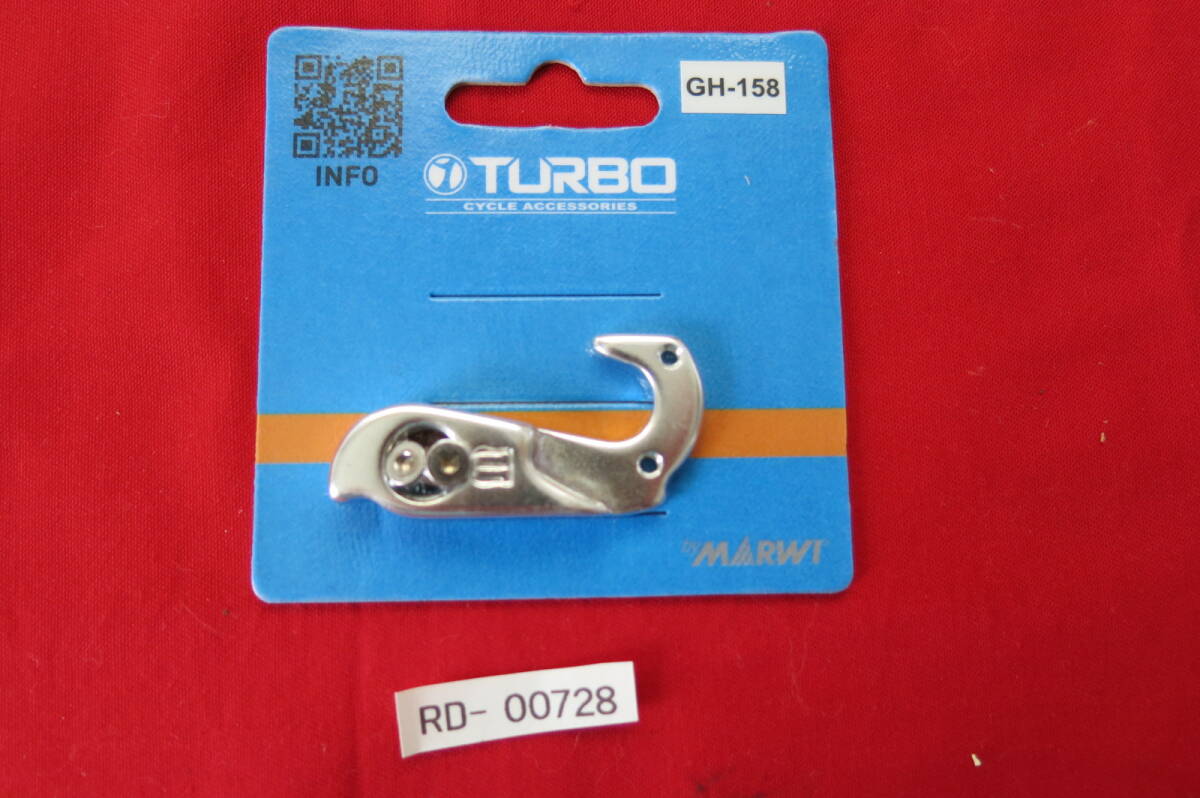 GH-158
INFO
TURBO
CYCLE ACCESSORIES
by MARWI
RD- 00728